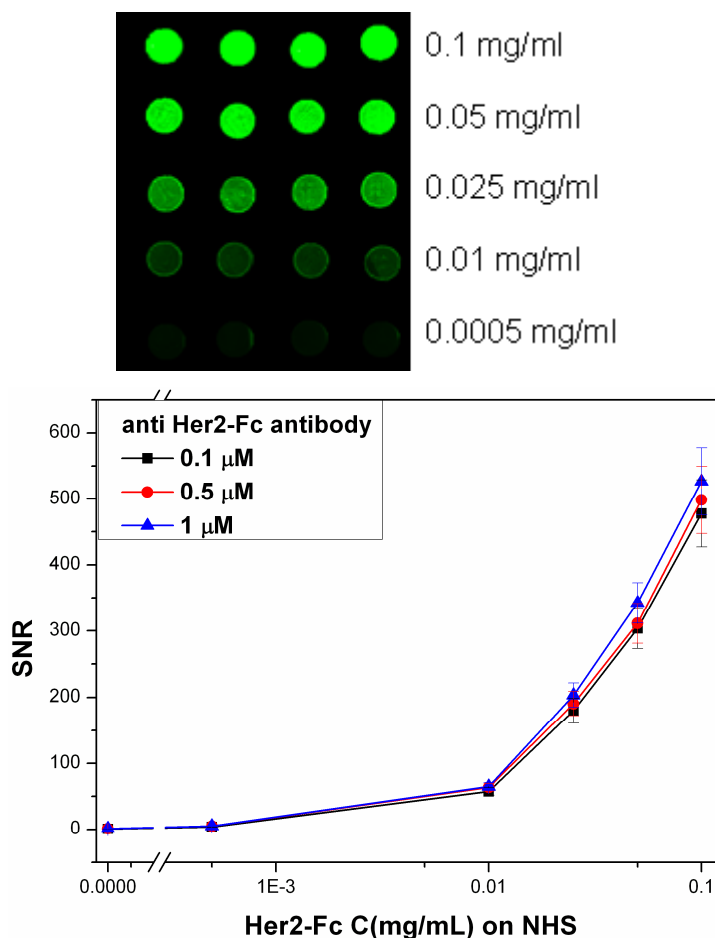 0.1 mg/ml
0.05 mg/ml
0.025 mg/ml
0.01 mg/ml
0.0005 mg/ml
anti Her2-Fc antibody
0.1 μM
0.5 μM
1 μM
600
500
400
300
200
100
0
SNR
0.0000 1E-3 0.01 0.1
Her2-Fc C(mg/mL) on NHS